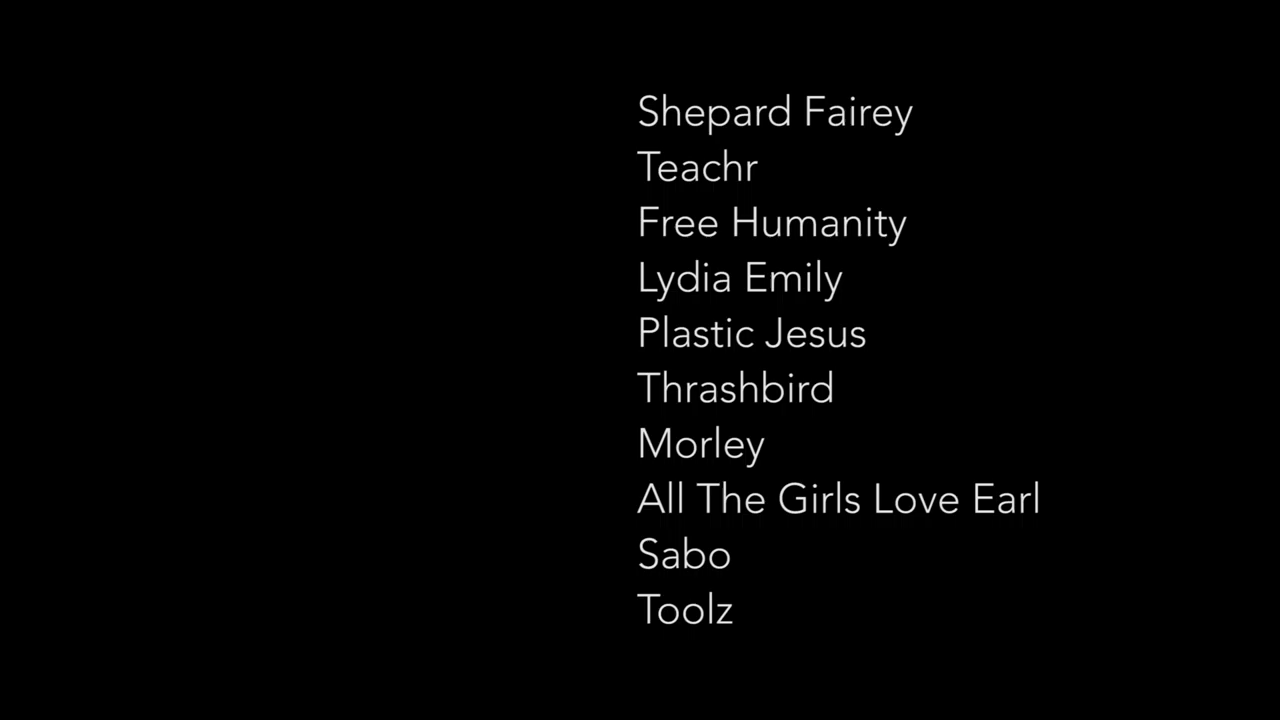 Shepard Fairey
Teachr
Free Humanity
Lydia Emily
Plastic Jesus
Thrashbird
Morley
All The Girls Love Earl
Sabo
Toolz